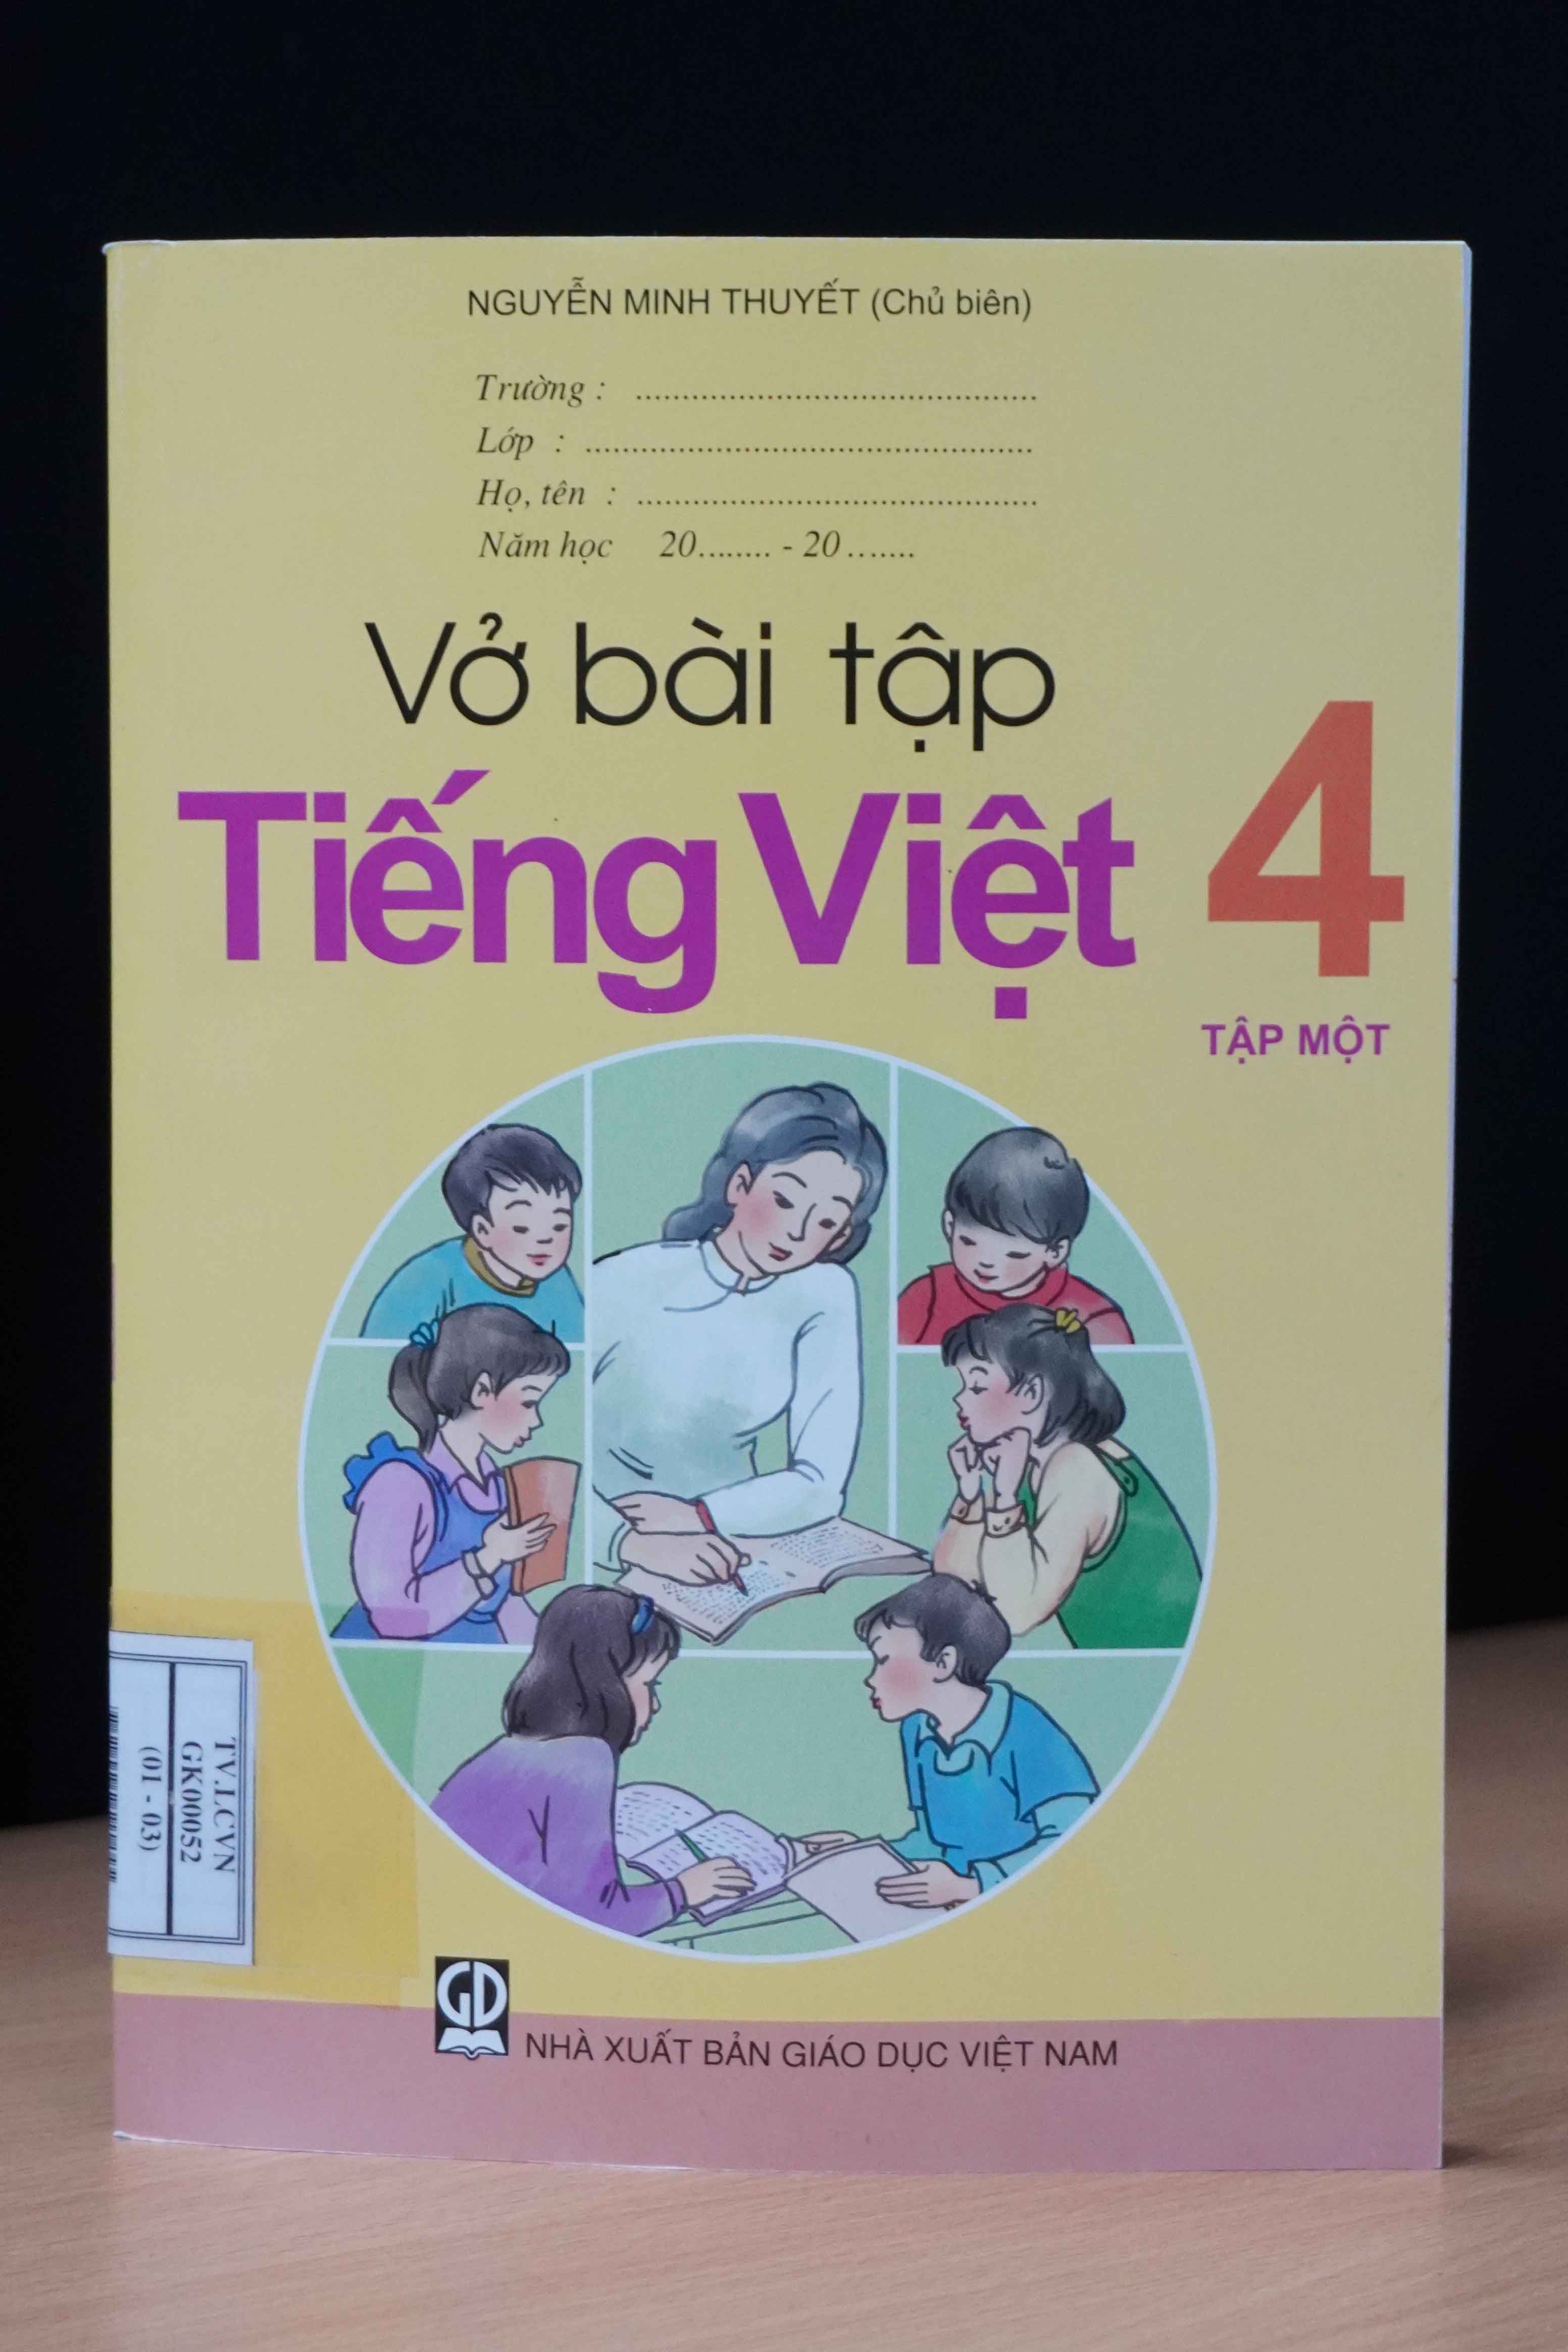 NGUYỄN MINH THUYẾT (Chủ biên)
Trường : ...........................................
Lớp : ................................................
Họ, tên : ...........................................
Năm học 20........ - 20.......
Vở bài tập
Tiếng Việt 4
TẬP MỘT
TV.LCVN
GK00052
(01 - 03)
GD
NHÀ XUẤT BẢN GIÁO DỤC VIỆT NAM